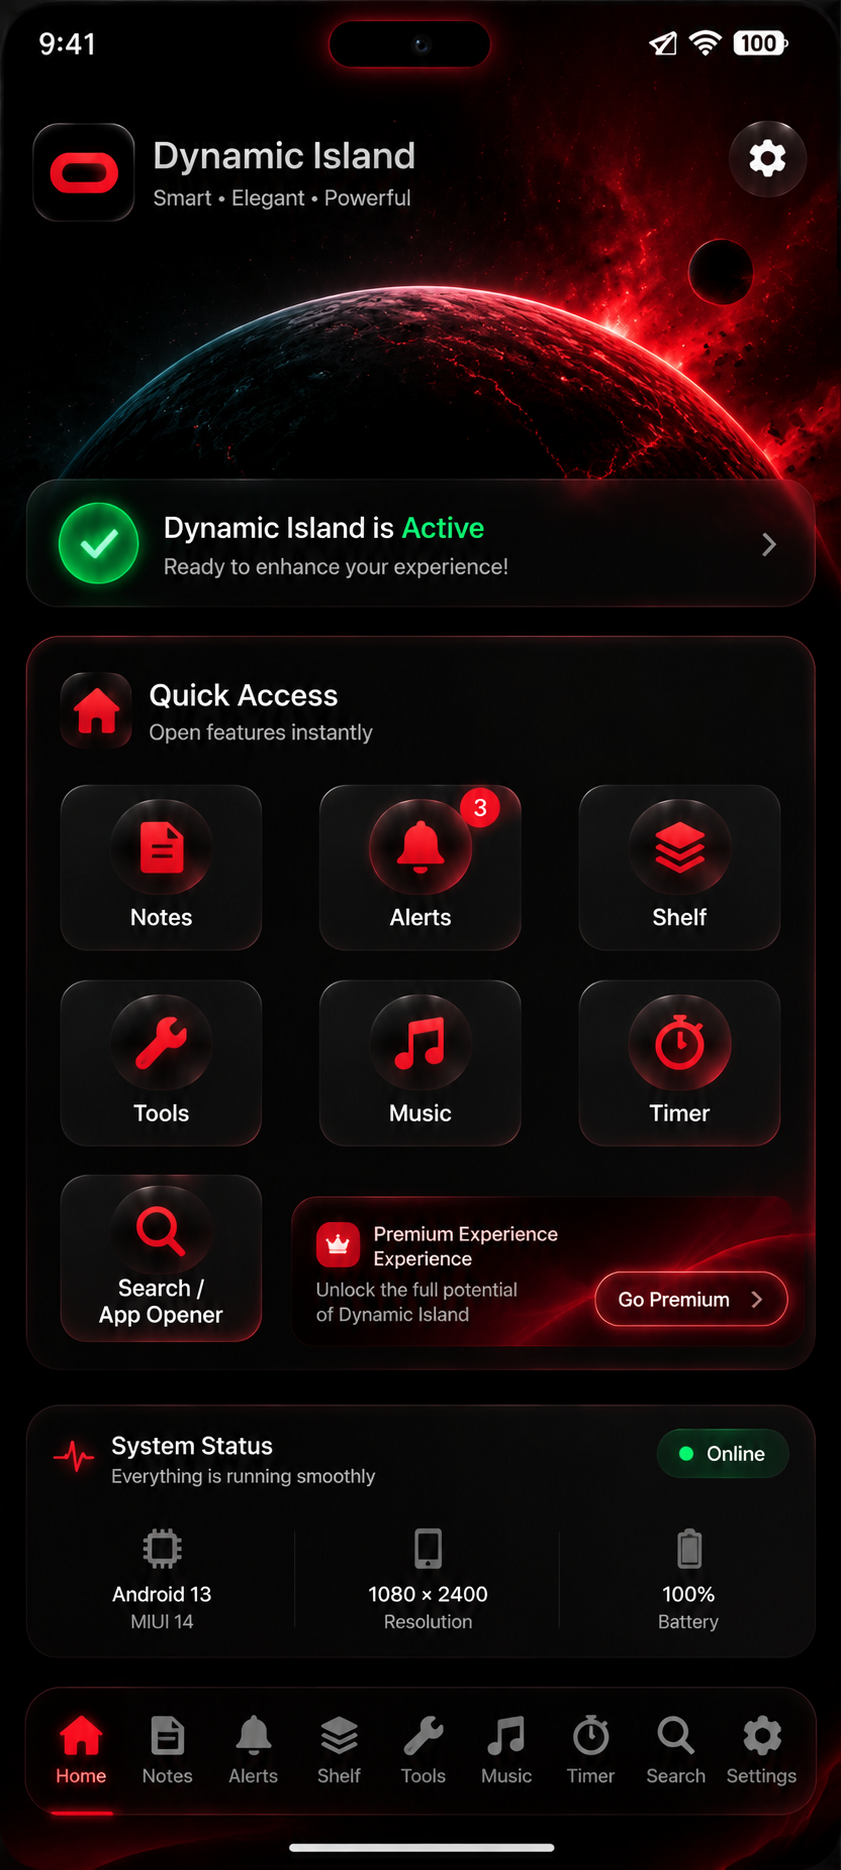 9:41
100
Dynamic Island
Smart • Elegant • Powerful
Dynamic Island is Active
Ready to enhance your experience!
Quick Access
Open features instantly
Notes
3
Alerts
Shelf
Tools
Music
Timer
Search /
App Opener
Premium Experience
Experience
Unlock the full potential
of Dynamic Island
Go Premium
System Status
Everything is running smoothly
Online
Android 13
MIUI 14
1080 × 2400
Resolution
100%
Battery
Home
Notes
Alerts
Shelf
Tools
Music
Timer
Search
Settings